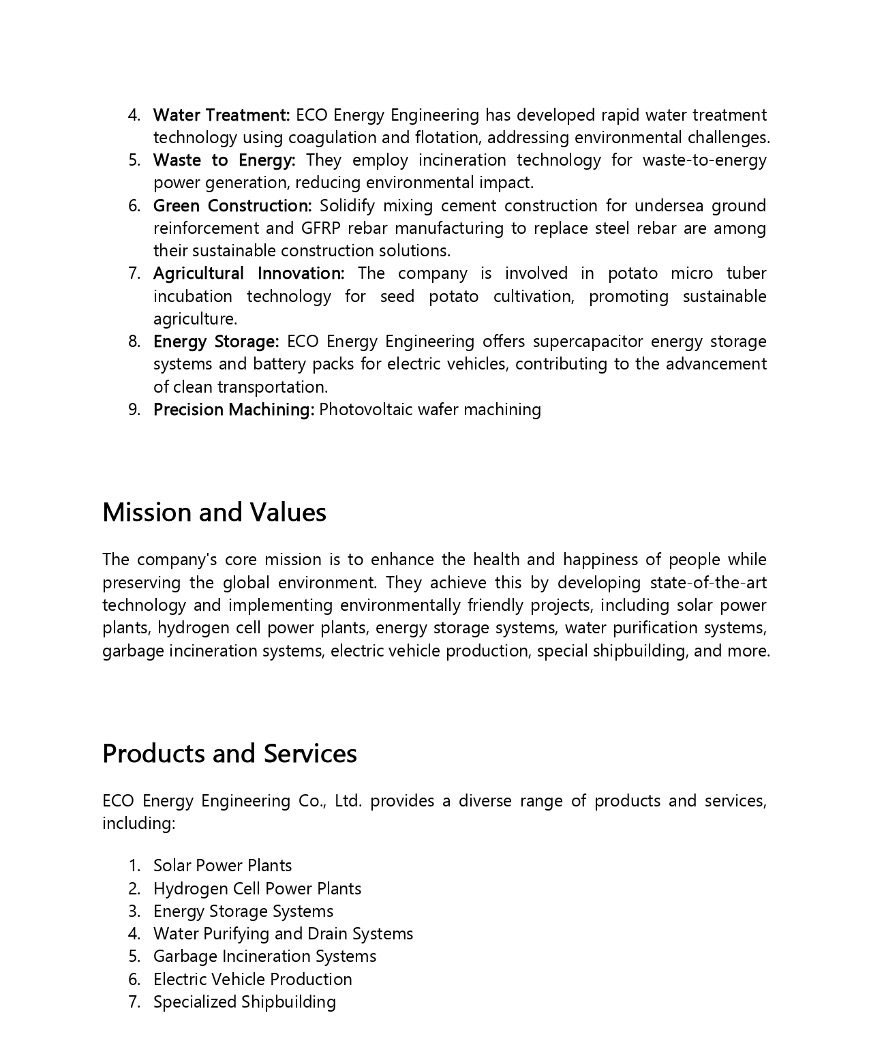 4. Water Treatment: ECO Energy Engineering has developed rapid water treatment
technology using coagulation and flotation, addressing environmental challenges.
5. Waste to Energy: They employ incineration technology for waste-to-energy
power generation, reducing environmental impact.
6. Green Construction: Solidify mixing cement construction for undersea ground
reinforcement and GFRP rebar manufacturing to replace steel rebar are among
their sustainable construction solutions.
7. Agricultural Innovation: The company is involved in potato micro tuber
incubation technology for seed potato cultivation, promoting sustainable
agriculture.
8. Energy Storage: ECO Energy Engineering offers supercapacitor energy storage
systems and battery packs for electric vehicles, contributing to the advancement
of clean transportation.
9. Precision Machining: Photovoltaic wafer machining
Mission and Values
The company's core mission is to enhance the health and happiness of people while
preserving the global environment. They achieve this by developing state-of-the-art
technology and implementing environmentally friendly projects, including solar power
plants, hydrogen cell power plants, energy storage systems, water purification systems,
garbage incineration systems, electric vehicle production, special shipbuilding, and more.
Products and Services
ECO Energy Engineering Co., Ltd. provides a diverse range of products and services,
including:
1. Solar Power Plants
2. Hydrogen Cell Power Plants
3. Energy Storage Systems
4. Water Purifying and Drain Systems
5. Garbage Incineration Systems
6. Electric Vehicle Production
7. Specialized Shipbuilding